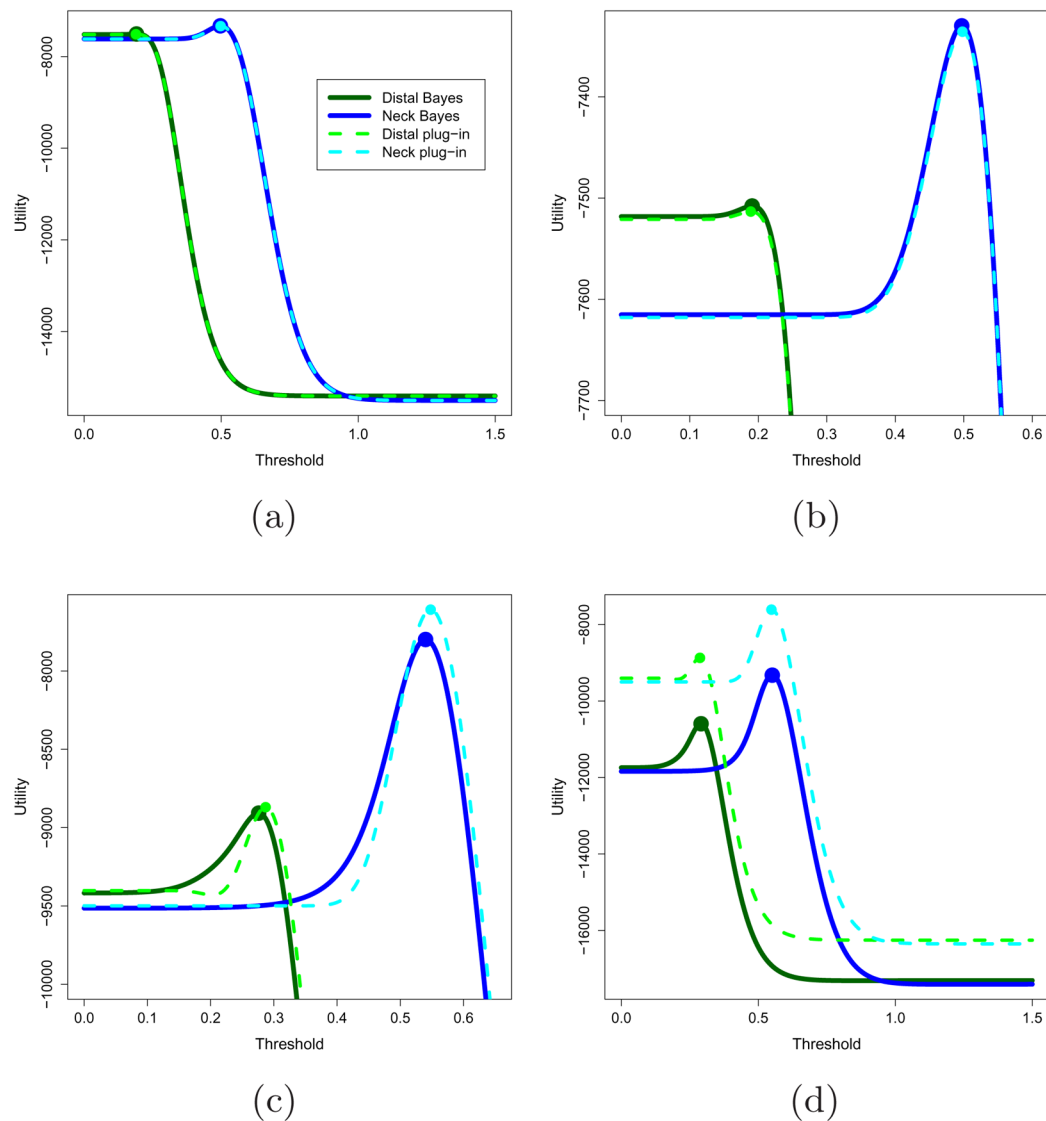 -8000
-10000
-12000
-14000
Utility
0.0 0.5 1.0 1.5
Threshold
Distal Bayes
Neck Bayes
Distal plug-in
Neck plug-in
(a)
-7400
-7500
-7600
-7700
Utility
0.0 0.1 0.2 0.3 0.4 0.5 0.6
Threshold
(b)
-8000
-8500
-9000
-9500
-10000
Utility
0.0 0.1 0.2 0.3 0.4 0.5 0.6
Threshold
(c)
-8000
-10000
-12000
-14000
-16000
Utility
0.0 0.5 1.0 1.5
Threshold
(d)